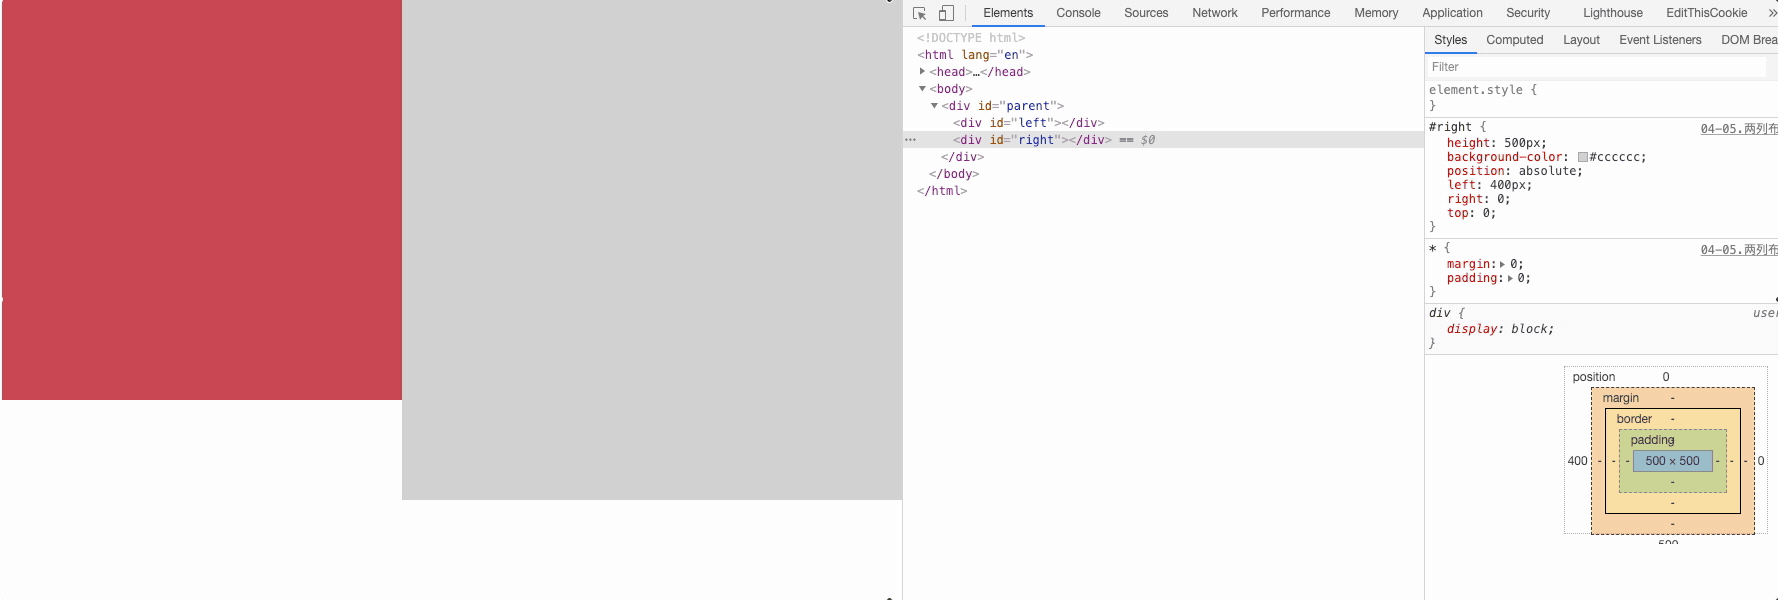 Elements Console Sources Network Performance Memory Application Security Lighthouse EditThisCookie »
<!DOCTYPE html>
<html lang="en">
<head>…</head>
<body>
<div id="parent">
<div id="left"></div>
<div id="right"></div> == $0
</div>
</body>
</html>
Styles Computed Layout Event Listeners DOM Brea
Filter
element.style {
}
#right { 04-05.两列布
height: 500px;
background-color: #cccccc;
position: absolute;
left: 400px;
right: 0;
top: 0;
}
* { 04-05.两列布
margin: 0;
padding: 0;
}
div { user
display: block;
}
position 0
margin -
border -
padding -
400 - - - 500 × 500 - - - 0
-
-
-
500